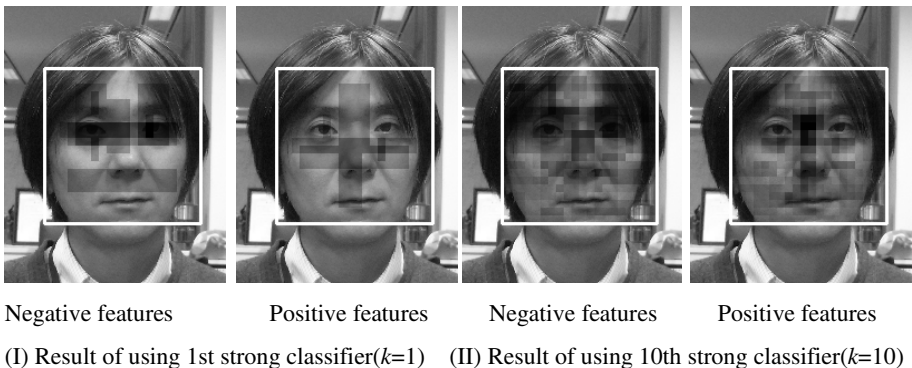 Negative features Positive features Negative features Positive features
(I) Result of using 1st strong classifier(k=1) (II) Result of using 10th strong classifier(k=10)